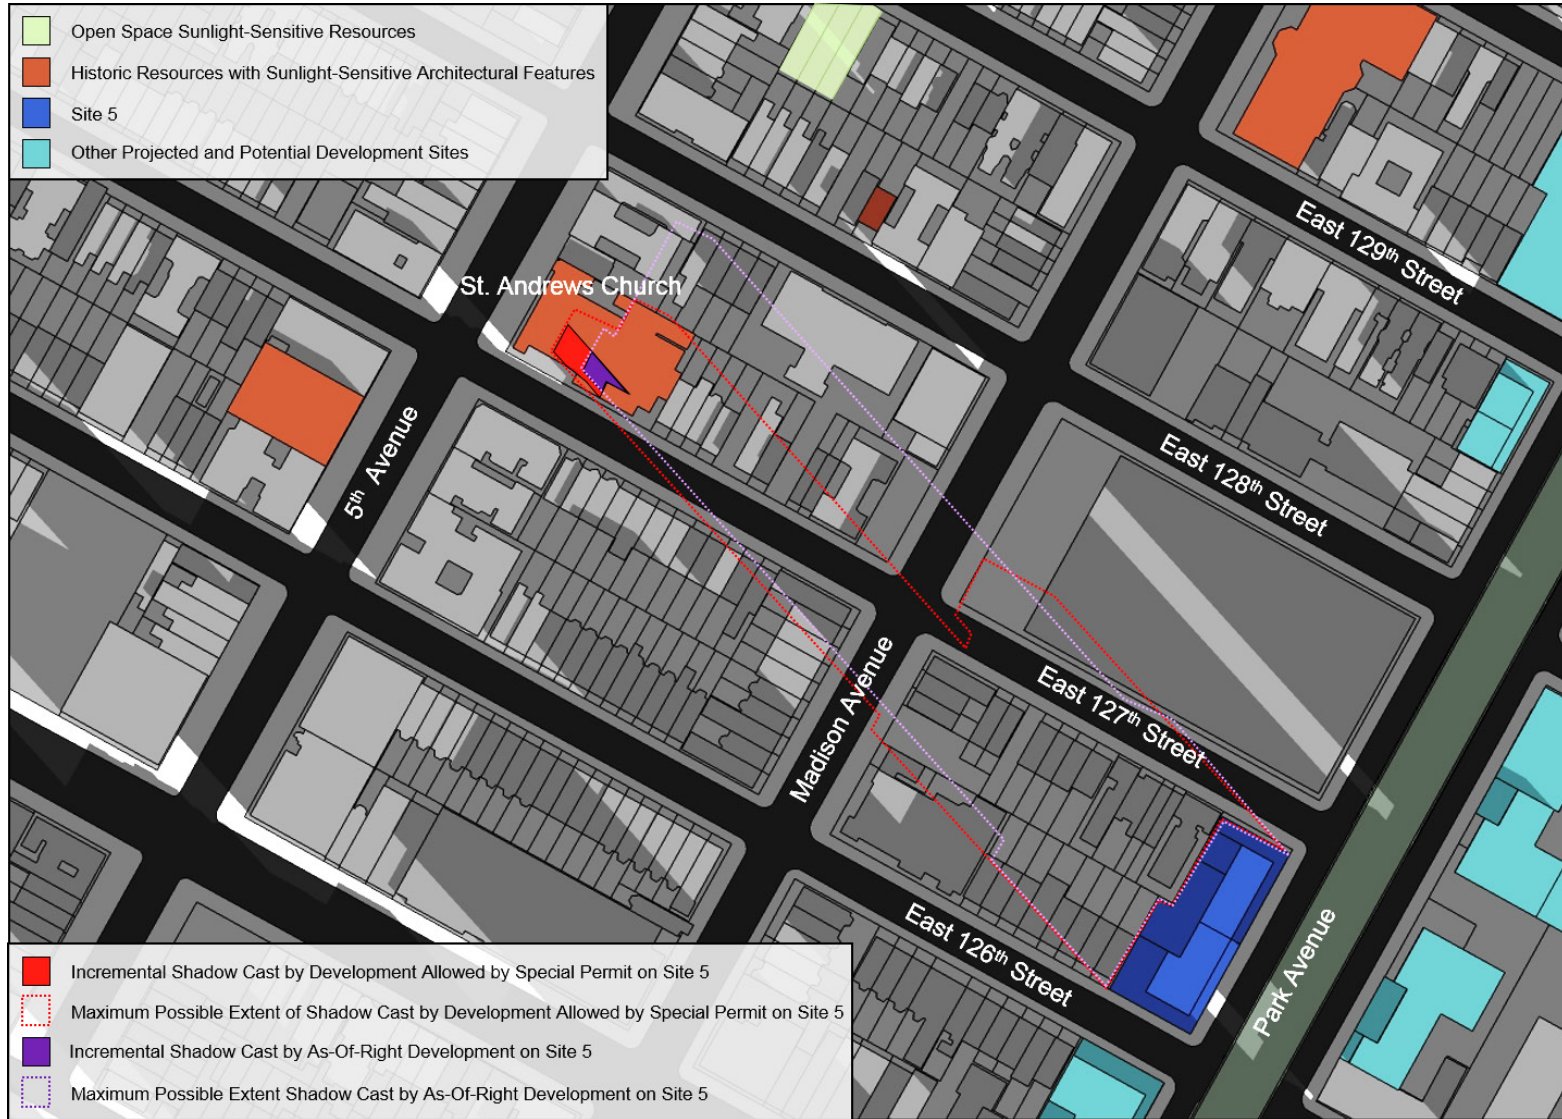 Open Space Sunlight-Sensitive Resources
Historic Resources with Sunlight-Sensitive Architectural Features
Site 5
Other Projected and Potential Development Sites
East 129th Street
St. Andrews Church
5th Avenue
East 128th Street
Madison Avenue
East 127th Street
East 126th Street
Park Avenue
Incremental Shadow Cast by Development Allowed by Special Permit on Site 5
Maximum Possible Extent of Shadow Cast by Development Allowed by Special Permit on Site 5
Incremental Shadow Cast by As-Of-Right Development on Site 5
Maximum Possible Extent Shadow Cast by As-Of-Right Development on Site 5